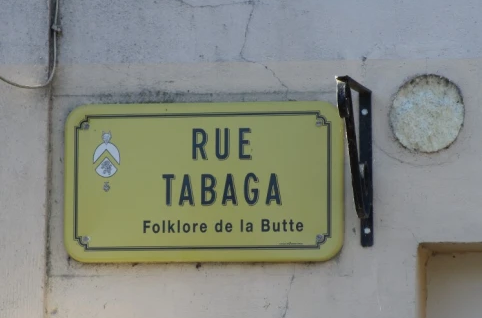 RUE
TABAGA
Folklore de la Butte